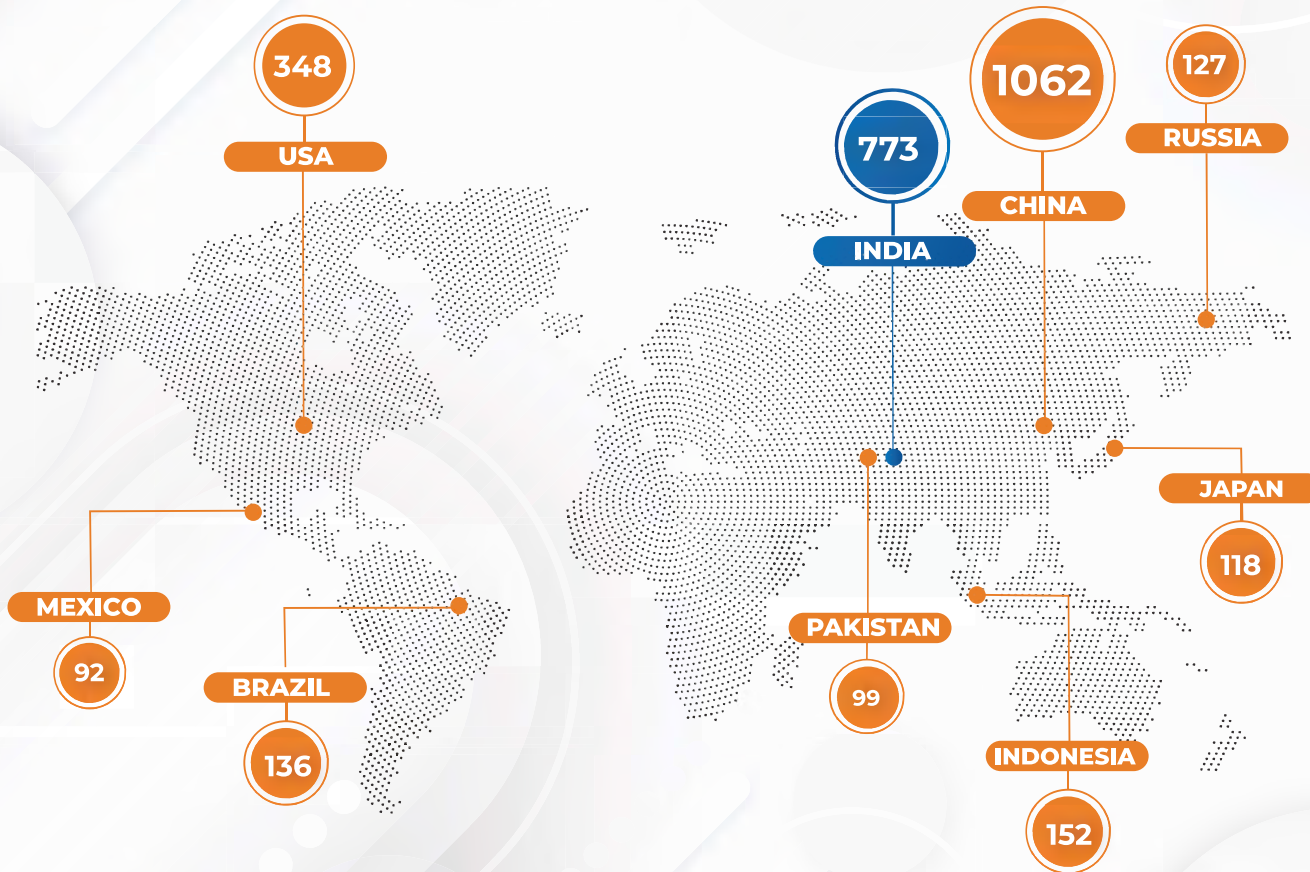 348
USA
773
INDIA
1062
CHINA
127
RUSSIA
JAPAN
118
MEXICO
92
BRAZIL
136
PAKISTAN
99
INDONESIA
152